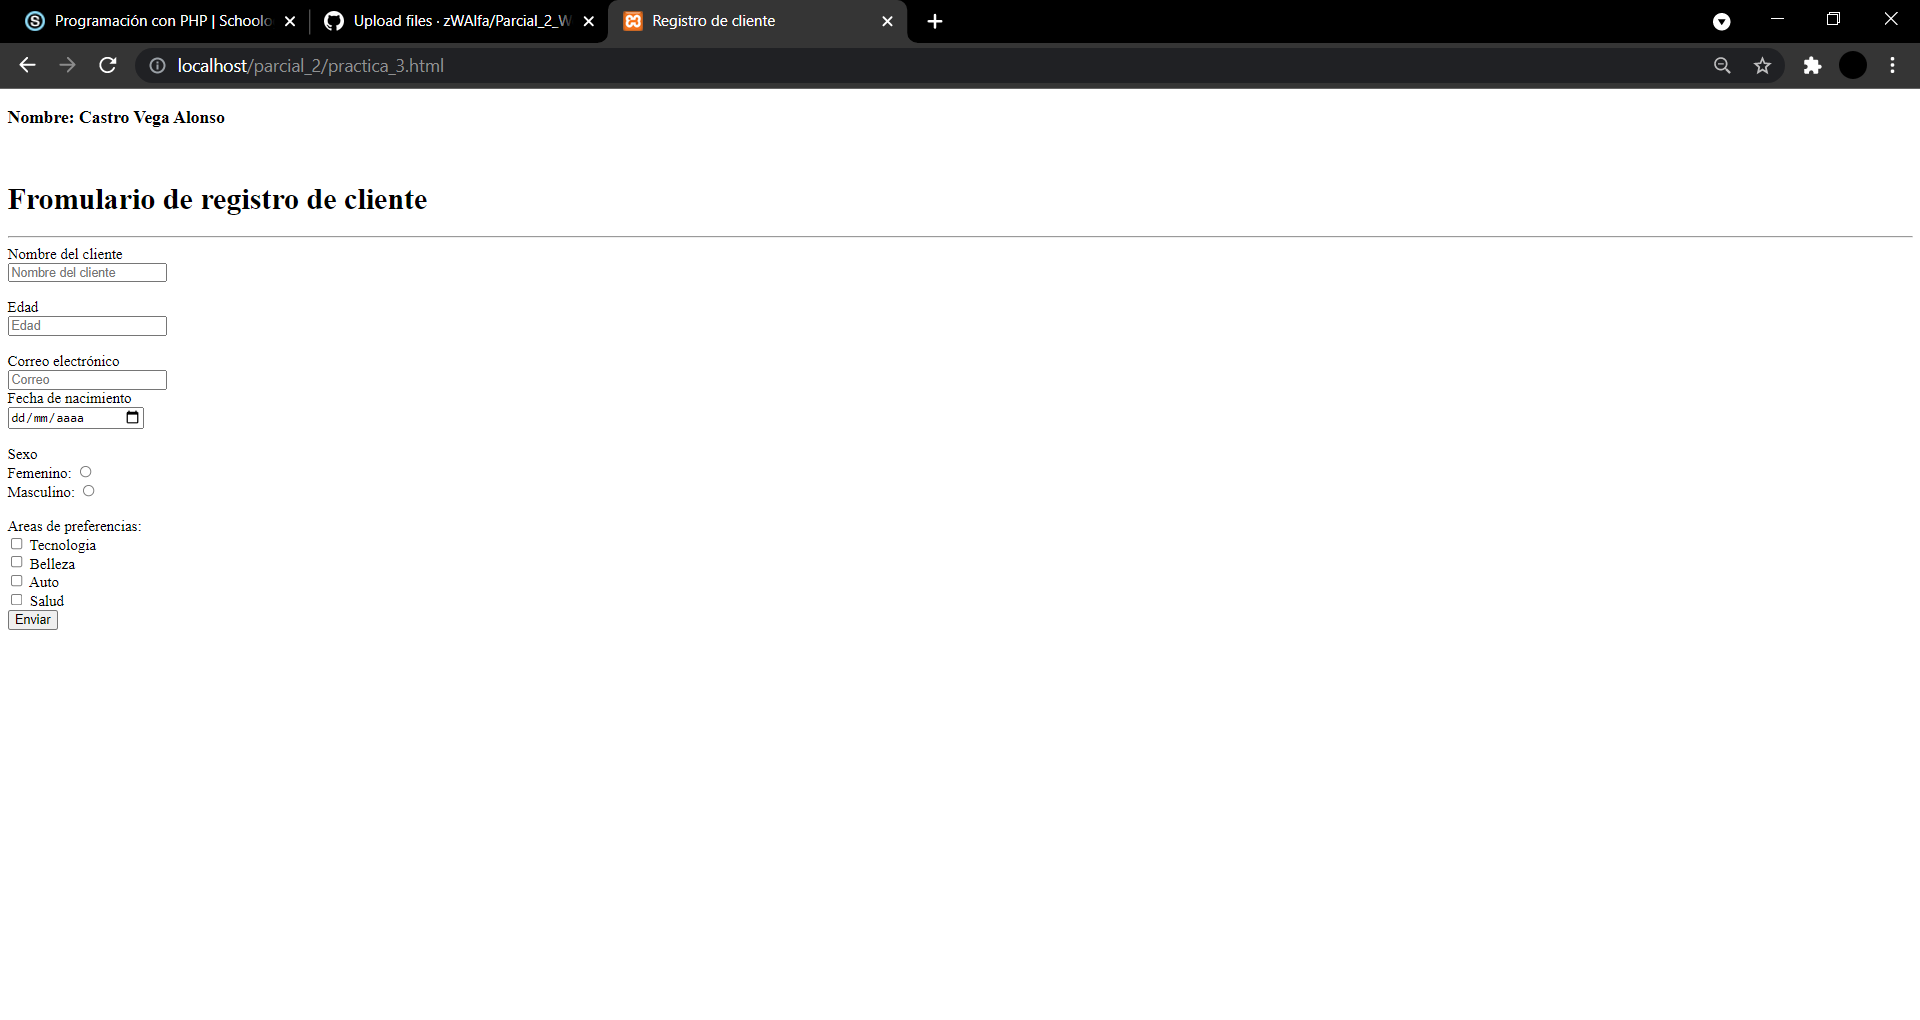 Programación con PHP | Schoolo
Upload files · zWAlfa/Parcial_2_W
Registro de cliente
localhost/parcial_2/practica_3.html
Nombre: Castro Vega Alonso
Fromulario de registro de cliente
Nombre del cliente
Nombre del cliente
Edad
Edad
Correo electrónico
Correo
Fecha de nacimiento
dd/mm/aaaa
Sexo
Femenino:
Masculino:
Areas de preferencias:
Tecnologia
Belleza
Auto
Salud
Enviar